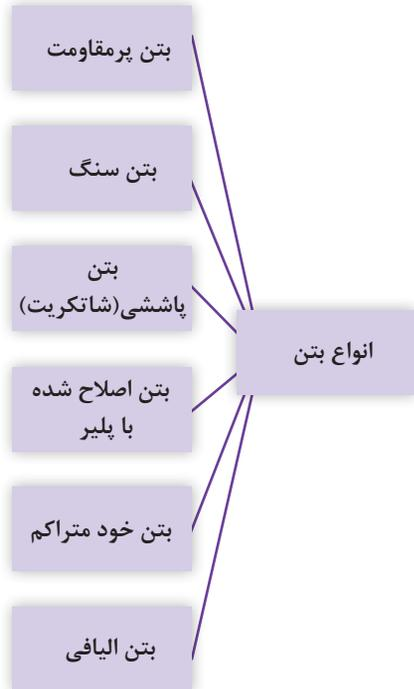 انواع بتن
بتن پرمقاومت
بتن سنگ
بتن
پاششی(شاتکریت)
بتن اصلاح شده
با پلیر
بتن خود متراکم
بتن الیافی